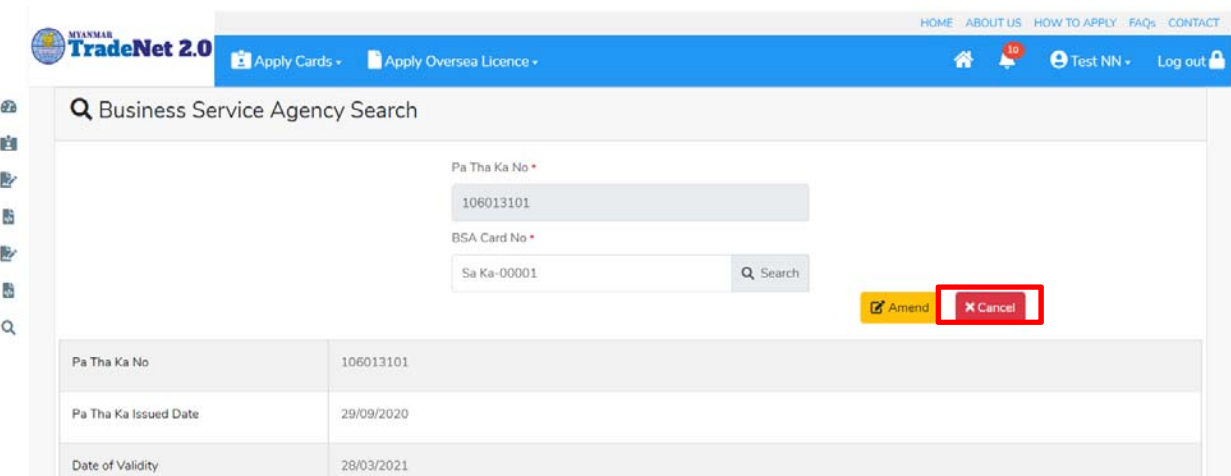 HOME ABOUT US HOW TO APPLY FAQs CONTACT
MYANMAR
TradeNet 2.0
Apply Cards
Apply Oversea Licence
10
Test NN
Log out
Business Service Agency Search
Pa Tha Ka No *
106013101
BSA Card No *
Sa Ka-00001
Search
Amend
Cancel
Pa Tha Ka No 106013101
Pa Tha Ka Issued Date 29/09/2020
Date of Validity 28/03/2021